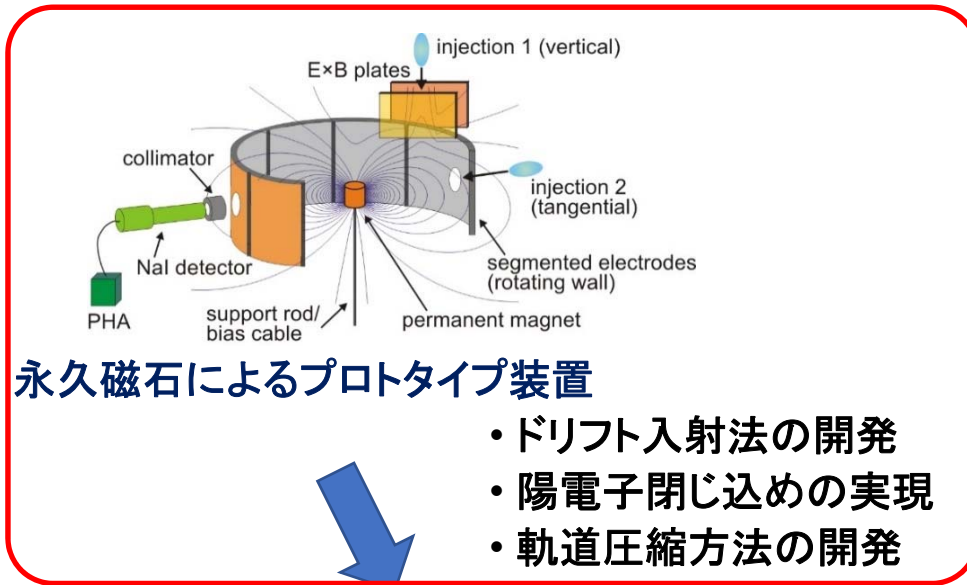 injection 1 (vertical)
E×B plates
collimator
injection 2
(tangential)
NaI detector
segmented electrodes
(rotating wall)
PHA
support rod/
bias cable
permanent magnet
永久磁石によるプロトタイプ装置
・ドリフト入射法の開発
・陽電子閉じ込めの実現
・軌道圧縮方法の開発